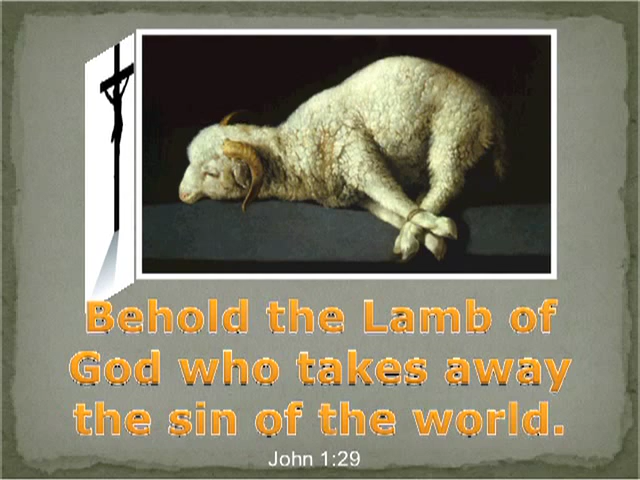 Behold the Lamb of
God who takes away
the sin of the world.
John 1:29